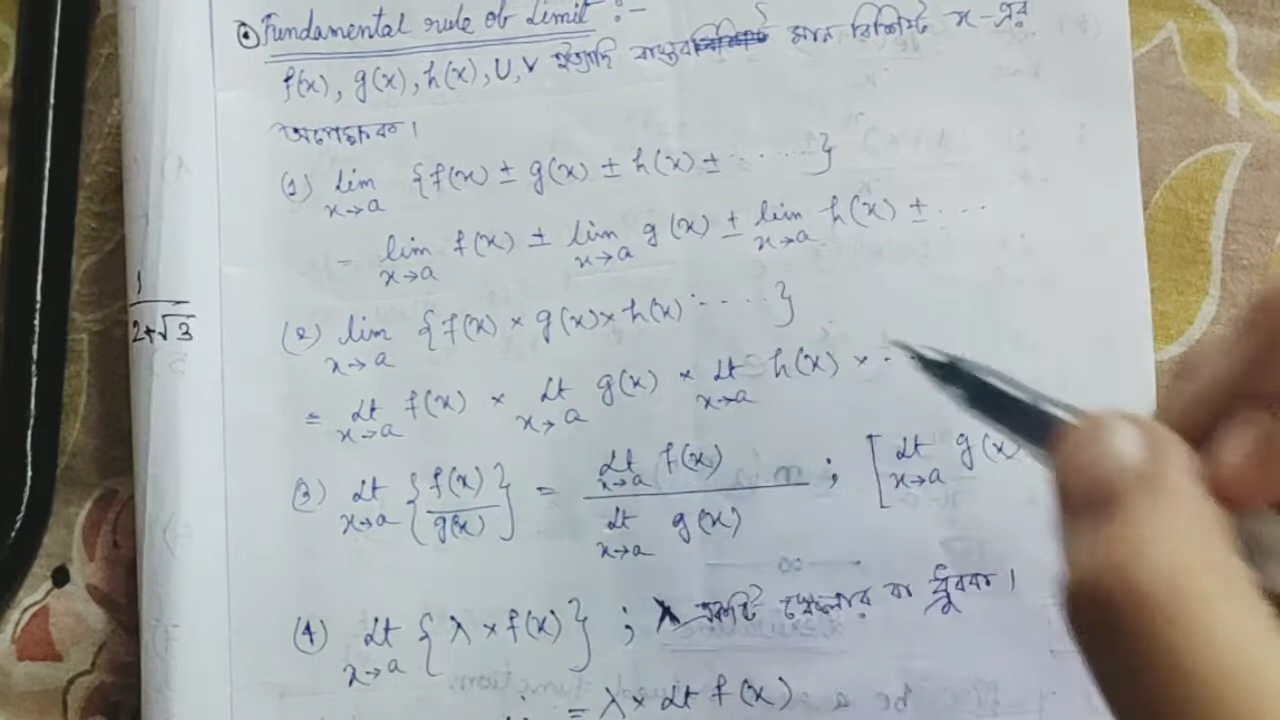 Fundamental rule of Limit :-
f(x), g(x), h(x), U, V ইত্যাদি বাস্তব মান বিশিষ্ট x-এর
অপেক্ষক।
(1) lim x→a {f(x) ± g(x) ± h(x) ± ......}
= lim x→a f(x) ± lim x→a g(x) ± lim x→a h(x) ± ...
(2) lim x→a {f(x) × g(x) × h(x) .....}
= Lt x→a f(x) × Lt x→a g(x) × Lt x→a h(x) × ...
(3) Lt x→a {f(x)/g(x)} = Lt x→a f(x) / Lt x→a g(x) ; [Lt x→a g(x)
(4) Lt x→a {λ × f(x)} ; λ একটি স্কেলার বা ধ্রুবক।
= λ × Lt f(x)
1/2+√3